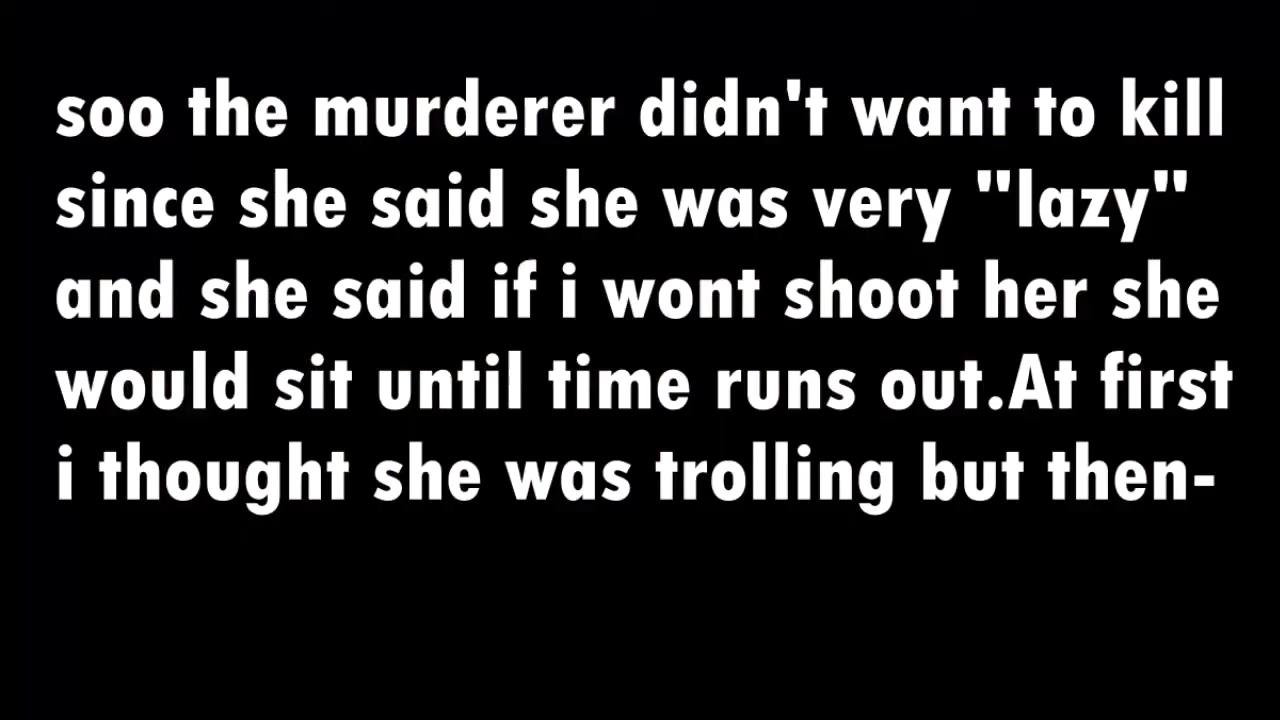 soo the murderer didn't want to kill
since she said she was very "lazy"
and she said if i wont shoot her she
would sit until time runs out.At first
i thought she was trolling but then-